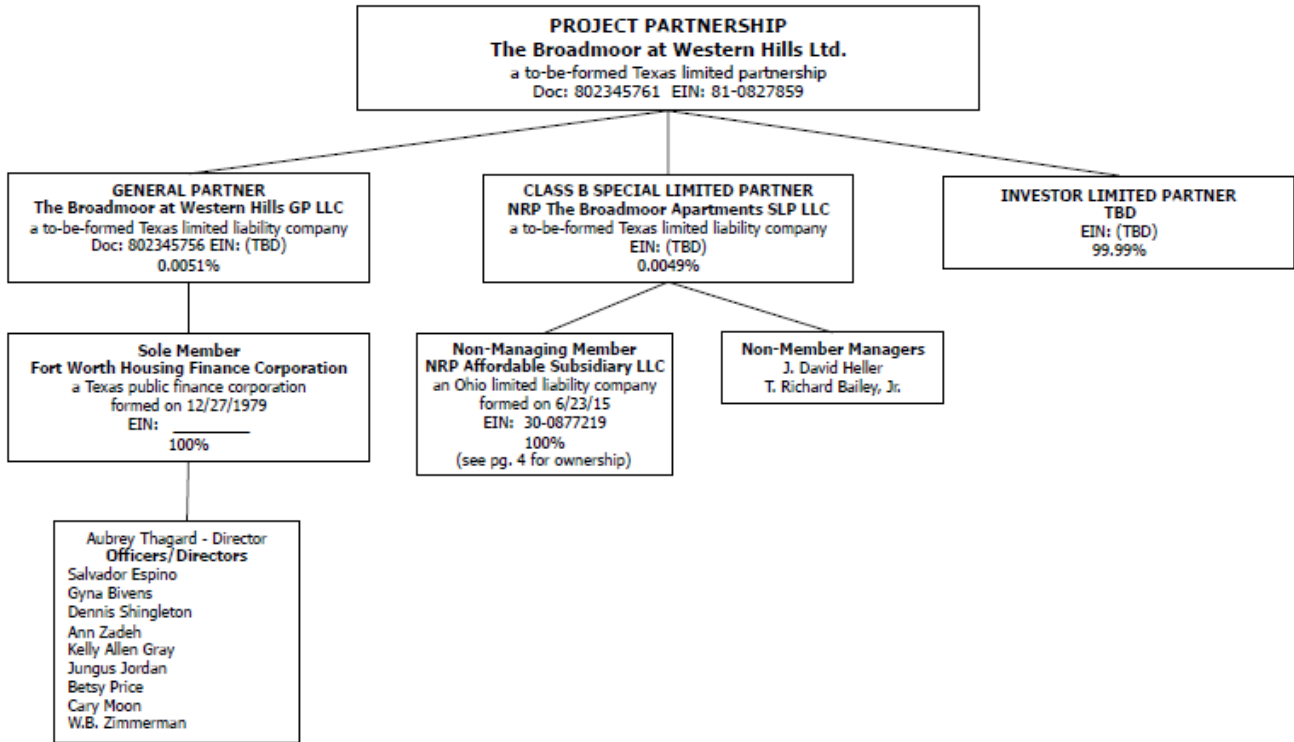 PROJECT PARTNERSHIP
The Broadmoor at Western Hills Ltd.
a to-be-formed Texas limited partnership
Doc: 802345761 EIN: 81-0827859
GENERAL PARTNER
The Broadmoor at Western Hills GP LLC
a to-be-formed Texas limited liability company
Doc: 802345756 EIN: (TBD)
0.0051%
CLASS B SPECIAL LIMITED PARTNER
NRP The Broadmoor Apartments SLP LLC
a to-be-formed Texas limited liability company
EIN: (TBD)
0.0049%
INVESTOR LIMITED PARTNER
TBD
EIN: (TBD)
99.99%
Sole Member
Fort Worth Housing Finance Corporation
a Texas public finance corporation
formed on 12/27/1979
EIN: __________
100%
Non-Managing Member
NRP Affordable Subsidiary LLC
an Ohio limited liability company
formed on 6/23/15
EIN: 30-0877219
100%
(see pg. 4 for ownership)
Non-Member Managers
J. David Heller
T. Richard Bailey, Jr.
Aubrey Thagard - Director
Officers/Directors
Salvador Espino
Gyna Bivens
Dennis Shingleton
Ann Zadeh
Kelly Allen Gray
Jungus Jordan
Betsy Price
Cary Moon
W.B. Zimmerman